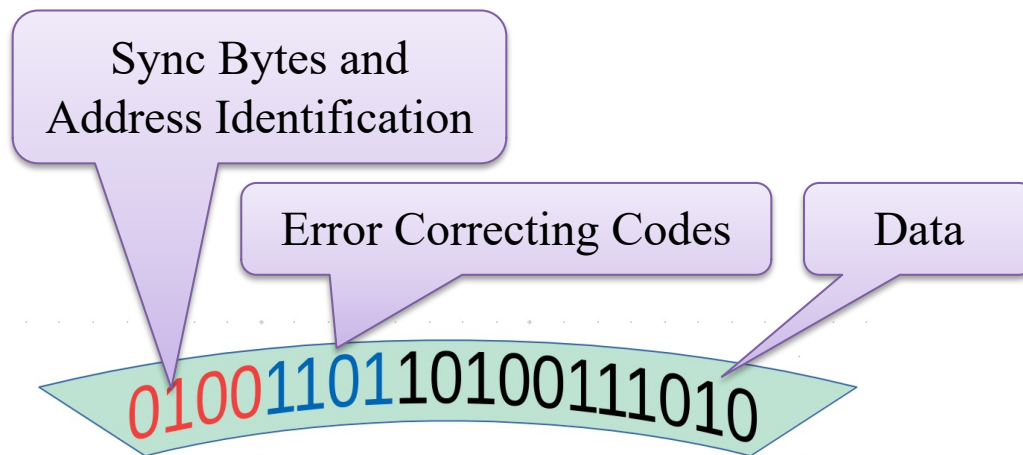 Sync Bytes and
Address Identification
Error Correcting Codes
Data
0100110110100111010